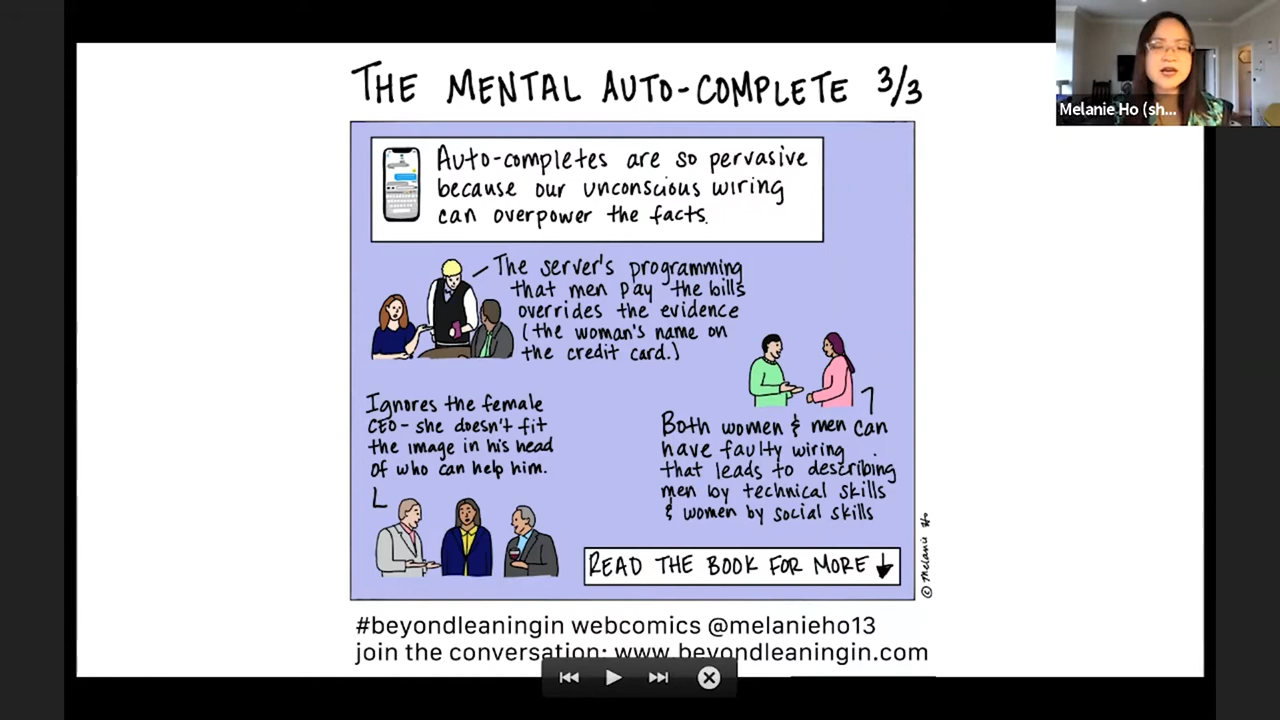 THE MENTAL AUTO-COMPLETE 3/3
Melanie Ho (sh...
Auto-completes are so pervasive
because our unconscious wiring
can overpower the facts.
The server's programming
that men pay the bills
overrides the evidence
(the woman's name on
the credit card.)
Ignores the female
CEO - she doesn't fit
the image in his head
of who can help him.
Both women & men can
have faulty wiring
that leads to describing
men by technical skills
& women by social skills
READ THE BOOK FOR MORE
© Melanie Ho
#beyondleaningin webcomics @melanieho13
join the conversation: www.beyondleaningin.com